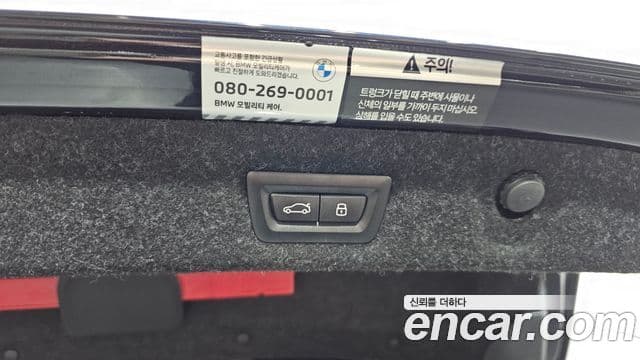 교통사고를 포함한 긴급상황
발생 시, BMW 모빌리티케어가
빠르고 친절하게 도와드리겠습니다.
080-269-0001
BMW 모빌리티 케어.
주의!
트렁크가 닫힐 때 주변에 사물이나
신체의 일부를 가까이 두지 마십시오
상해를 입을 수도 있습니다.
신뢰를 더하다
encar.com